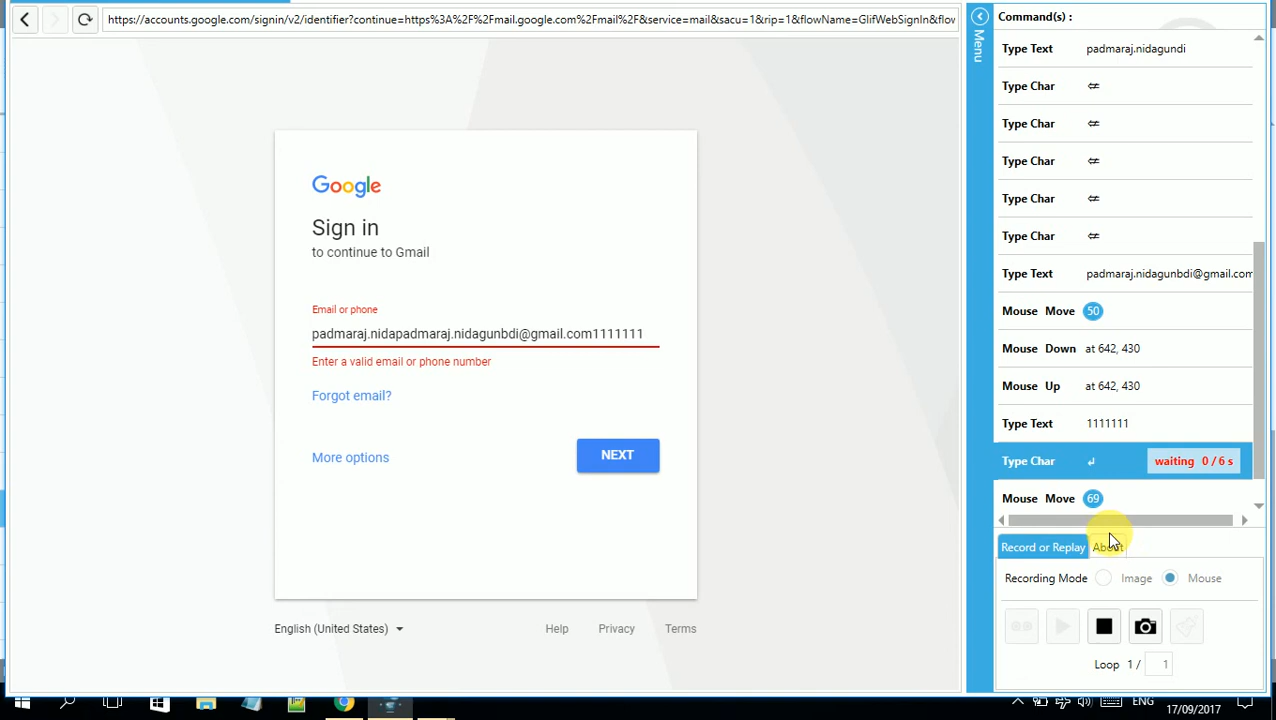 https://accounts.google.com/signin/v2/identifier?continue=https%3A%2F%2Fmail.google.com%2Fmail%2F&service=mail&sacu=1&rip=1&flowName=GlifWebSignIn&flow
Google
Sign in
to continue to Gmail
Email or phone
padmaraj.nidapadmaraj.nidagunbdi@gmail.com1111111
Enter a valid email or phone number
Forgot email?
More options
NEXT
English (United States)
Help
Privacy
Terms
Menu
Command(s) :
Type Text padmaraj.nidagundi
Type Char ⇍
Type Char ⇍
Type Char ⇍
Type Char ⇍
Type Char ⇍
Type Text padmaraj.nidagunbdi@gmail.com
Mouse Move 50
Mouse Down at 642, 430
Mouse Up at 642, 430
Type Text 1111111
Type Char ↲ waiting 0 / 6 s
Mouse Move 69
Record or Replay About
Recording Mode Image Mouse
Loop 1 / 1
ENG
17/09/2017